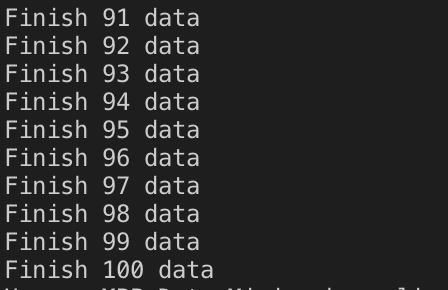 Finish 91 data
Finish 92 data
Finish 93 data
Finish 94 data
Finish 95 data
Finish 96 data
Finish 97 data
Finish 98 data
Finish 99 data
Finish 100 data